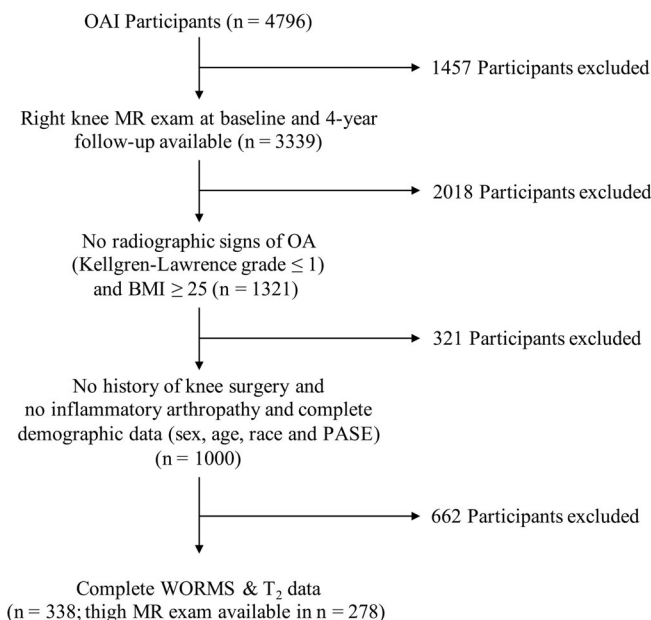 OAI Participants (n = 4796)
1457 Participants excluded
Right knee MR exam at baseline and 4-year
follow-up available (n = 3339)
2018 Participants excluded
No radiographic signs of OA
(Kellgren-Lawrence grade ≤ 1)
and BMI ≥ 25 (n = 1321)
321 Participants excluded
No history of knee surgery and
no inflammatory arthropathy and complete
demographic data (sex, age, race and PASE)
(n = 1000)
662 Participants excluded
Complete WORMS & T₂ data
(n = 338; thigh MR exam available in n = 278)